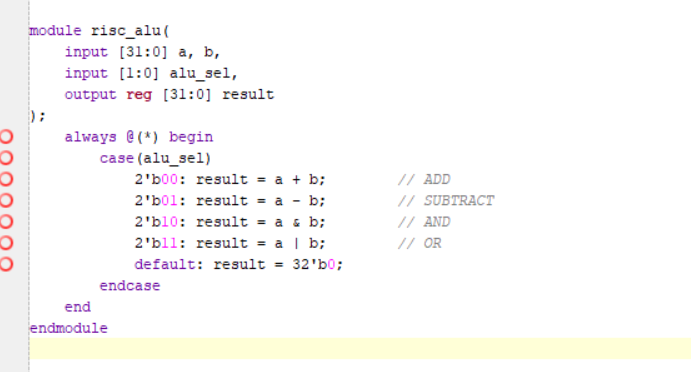 module risc_alu(
    input [31:0] a, b,
    input [1:0] alu_sel,
    output reg [31:0] result
);
    always @(*) begin
        case(alu_sel)
            2'b00: result = a + b;        // ADD
            2'b01: result = a - b;        // SUBTRACT
            2'b10: result = a & b;        // AND
            2'b11: result = a | b;        // OR
            default: result = 32'b0;
        endcase
    end
endmodule